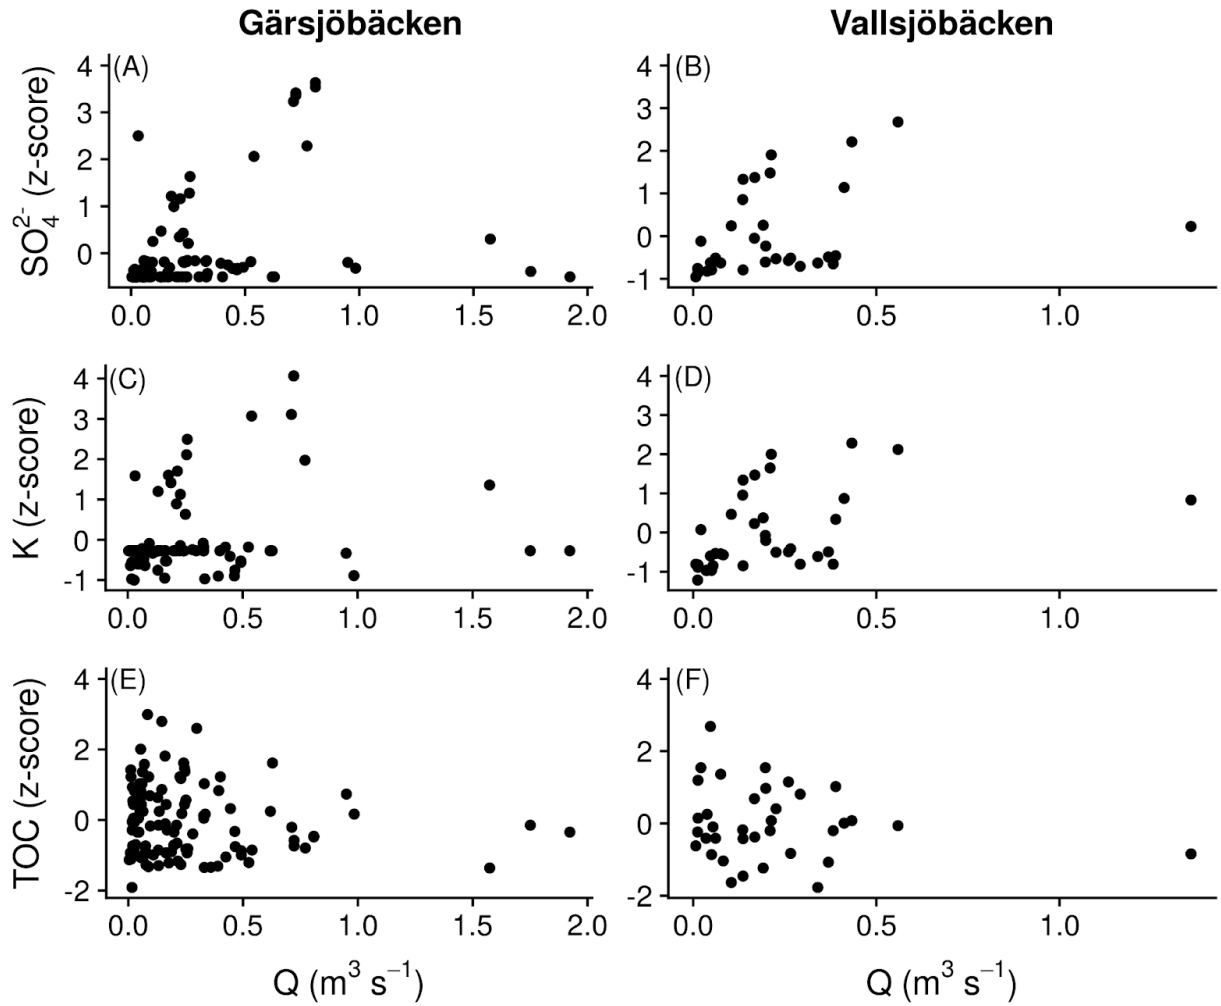 Gärsjöbäcken
Vallsjöbäcken
(A)
SO₄²⁻ (z-score)
4
3
2
1
0
0.0 0.5 1.0 1.5 2.0
(B)
4
3
2
1
0
-1
0.0 0.5 1.0
(C)
K (z-score)
4
3
2
1
0
-1
0.0 0.5 1.0 1.5 2.0
(D)
4
3
2
1
0
-1
0.0 0.5 1.0
(E)
TOC (z-score)
4
2
0
-2
0.0 0.5 1.0 1.5 2.0
Q (m³ s⁻¹)
(F)
4
2
0
-2
0.0 0.5 1.0
Q (m³ s⁻¹)